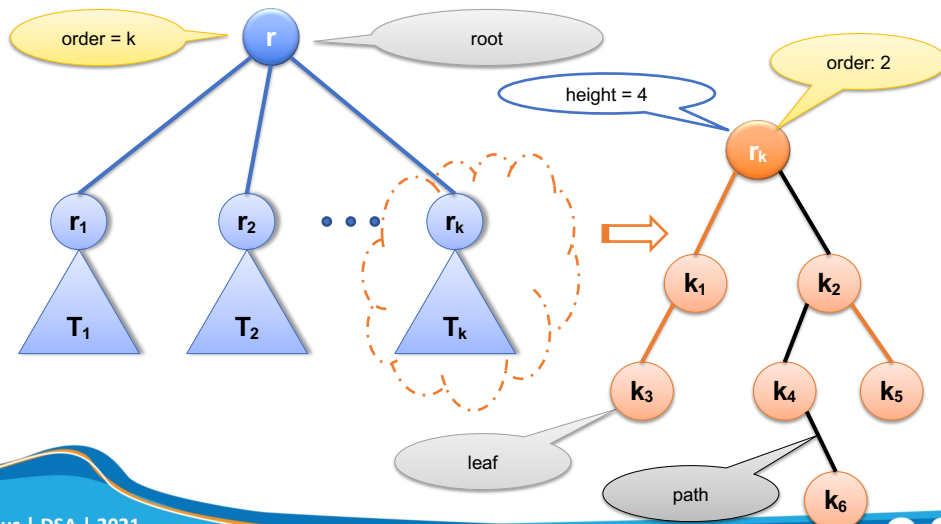 order = k
r
root
order: 2
height = 4
rk
r1
r2
rk
T1
T2
Tk
k1
k2
k3
k4
k5
leaf
path
k6
DSA | 2021